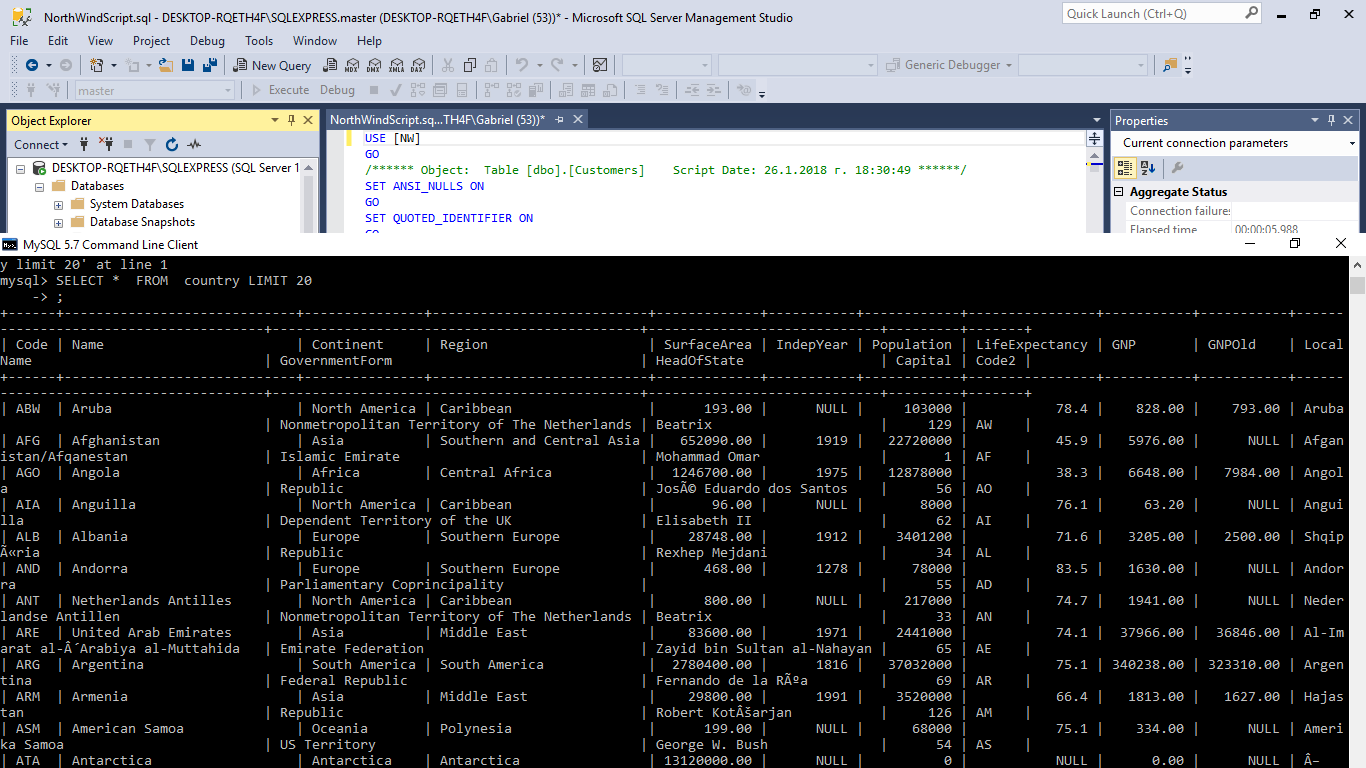 NorthWindScript.sql - DESKTOP-RQETH4F\SQLEXPRESS.master (DESKTOP-RQETH4F\Gabriel (53))* - Microsoft SQL Server Management Studio
Quick Launch (Ctrl+Q)
File Edit View Project Debug Tools Window Help
New Query MDX DMX XMLA DAX Generic Debugger
master Execute Debug
Object Explorer
Connect
DESKTOP-RQETH4F\SQLEXPRESS (SQL Server 1
Databases
System Databases
Database Snapshots
NorthWindScript.sq...TH4F\Gabriel (53))*
USE [NW]
GO
/****** Object:  Table [dbo].[Customers]    Script Date: 26.1.2018 г. 18:30:49 ******/
SET ANSI_NULLS ON
GO
SET QUOTED_IDENTIFIER ON
GO
Properties
Current connection parameters
Aggregate Status
Connection failures
Elapsed time 00:00:05.988
MySQL 5.7 Command Line Client
y limit 20' at line 1
mysql> SELECT *  FROM  country LIMIT 20
    -> ;
| Code | Name | Continent | Region | SurfaceArea | IndepYear | Population | LifeExpectancy | GNP | GNPOld | Local
Name | GovernmentForm | HeadOfState | Capital | Code2 |
| ABW | Aruba | North America | Caribbean | 193.00 | NULL | 103000 | 78.4 | 828.00 | 793.00 | Aruba
| Nonmetropolitan Territory of The Netherlands | Beatrix | 129 | AW |
| AFG | Afghanistan | Asia | Southern and Central Asia | 652090.00 | 1919 | 22720000 | 45.9 | 5976.00 | NULL | Afgan
istan/Afqanestan | Islamic Emirate | Mohammad Omar | 1 | AF |
| AGO | Angola | Africa | Central Africa | 1246700.00 | 1975 | 12878000 | 38.3 | 6648.00 | 7984.00 | Angol
a | Republic | JosÃ© Eduardo dos Santos | 56 | AO |
| AIA | Anguilla | North America | Caribbean | 96.00 | NULL | 8000 | 76.1 | 63.20 | NULL | Angui
lla | Dependent Territory of the UK | Elisabeth II | 62 | AI |
| ALB | Albania | Europe | Southern Europe | 28748.00 | 1912 | 3401200 | 71.6 | 3205.00 | 2500.00 | Shqip
Ã«ria | Republic | Rexhep Mejdani | 34 | AL |
| AND | Andorra | Europe | Southern Europe | 468.00 | 1278 | 78000 | 83.5 | 1630.00 | NULL | Andor
ra | Parliamentary Coprincipality | | 55 | AD |
| ANT | Netherlands Antilles | North America | Caribbean | 800.00 | NULL | 217000 | 74.7 | 1941.00 | NULL | Neder
landse Antillen | Nonmetropolitan Territory of The Netherlands | Beatrix | 33 | AN |
| ARE | United Arab Emirates | Asia | Middle East | 83600.00 | 1971 | 2441000 | 74.1 | 37966.00 | 36846.00 | Al-Im
arat al-Â´Arabiya al-Muttahida | Emirate Federation | Zayid bin Sultan al-Nahayan | 65 | AE |
| ARG | Argentina | South America | South America | 2780400.00 | 1816 | 37032000 | 75.1 | 340238.00 | 323310.00 | Argen
tina | Federal Republic | Fernando de la RÃºa | 69 | AR |
| ARM | Armenia | Asia | Middle East | 29800.00 | 1991 | 3520000 | 66.4 | 1813.00 | 1627.00 | Hajas
tan | Republic | Robert KotÂšarjan | 126 | AM |
| ASM | American Samoa | Oceania | Polynesia | 199.00 | NULL | 68000 | 75.1 | 334.00 | NULL | Ameri
ka Samoa | US Territory | George W. Bush | 54 | AS |
| ATA | Antarctica | Antarctica | Antarctica | 13120000.00 | NULL | 0 | NULL | 0.00 | NULL | Â–